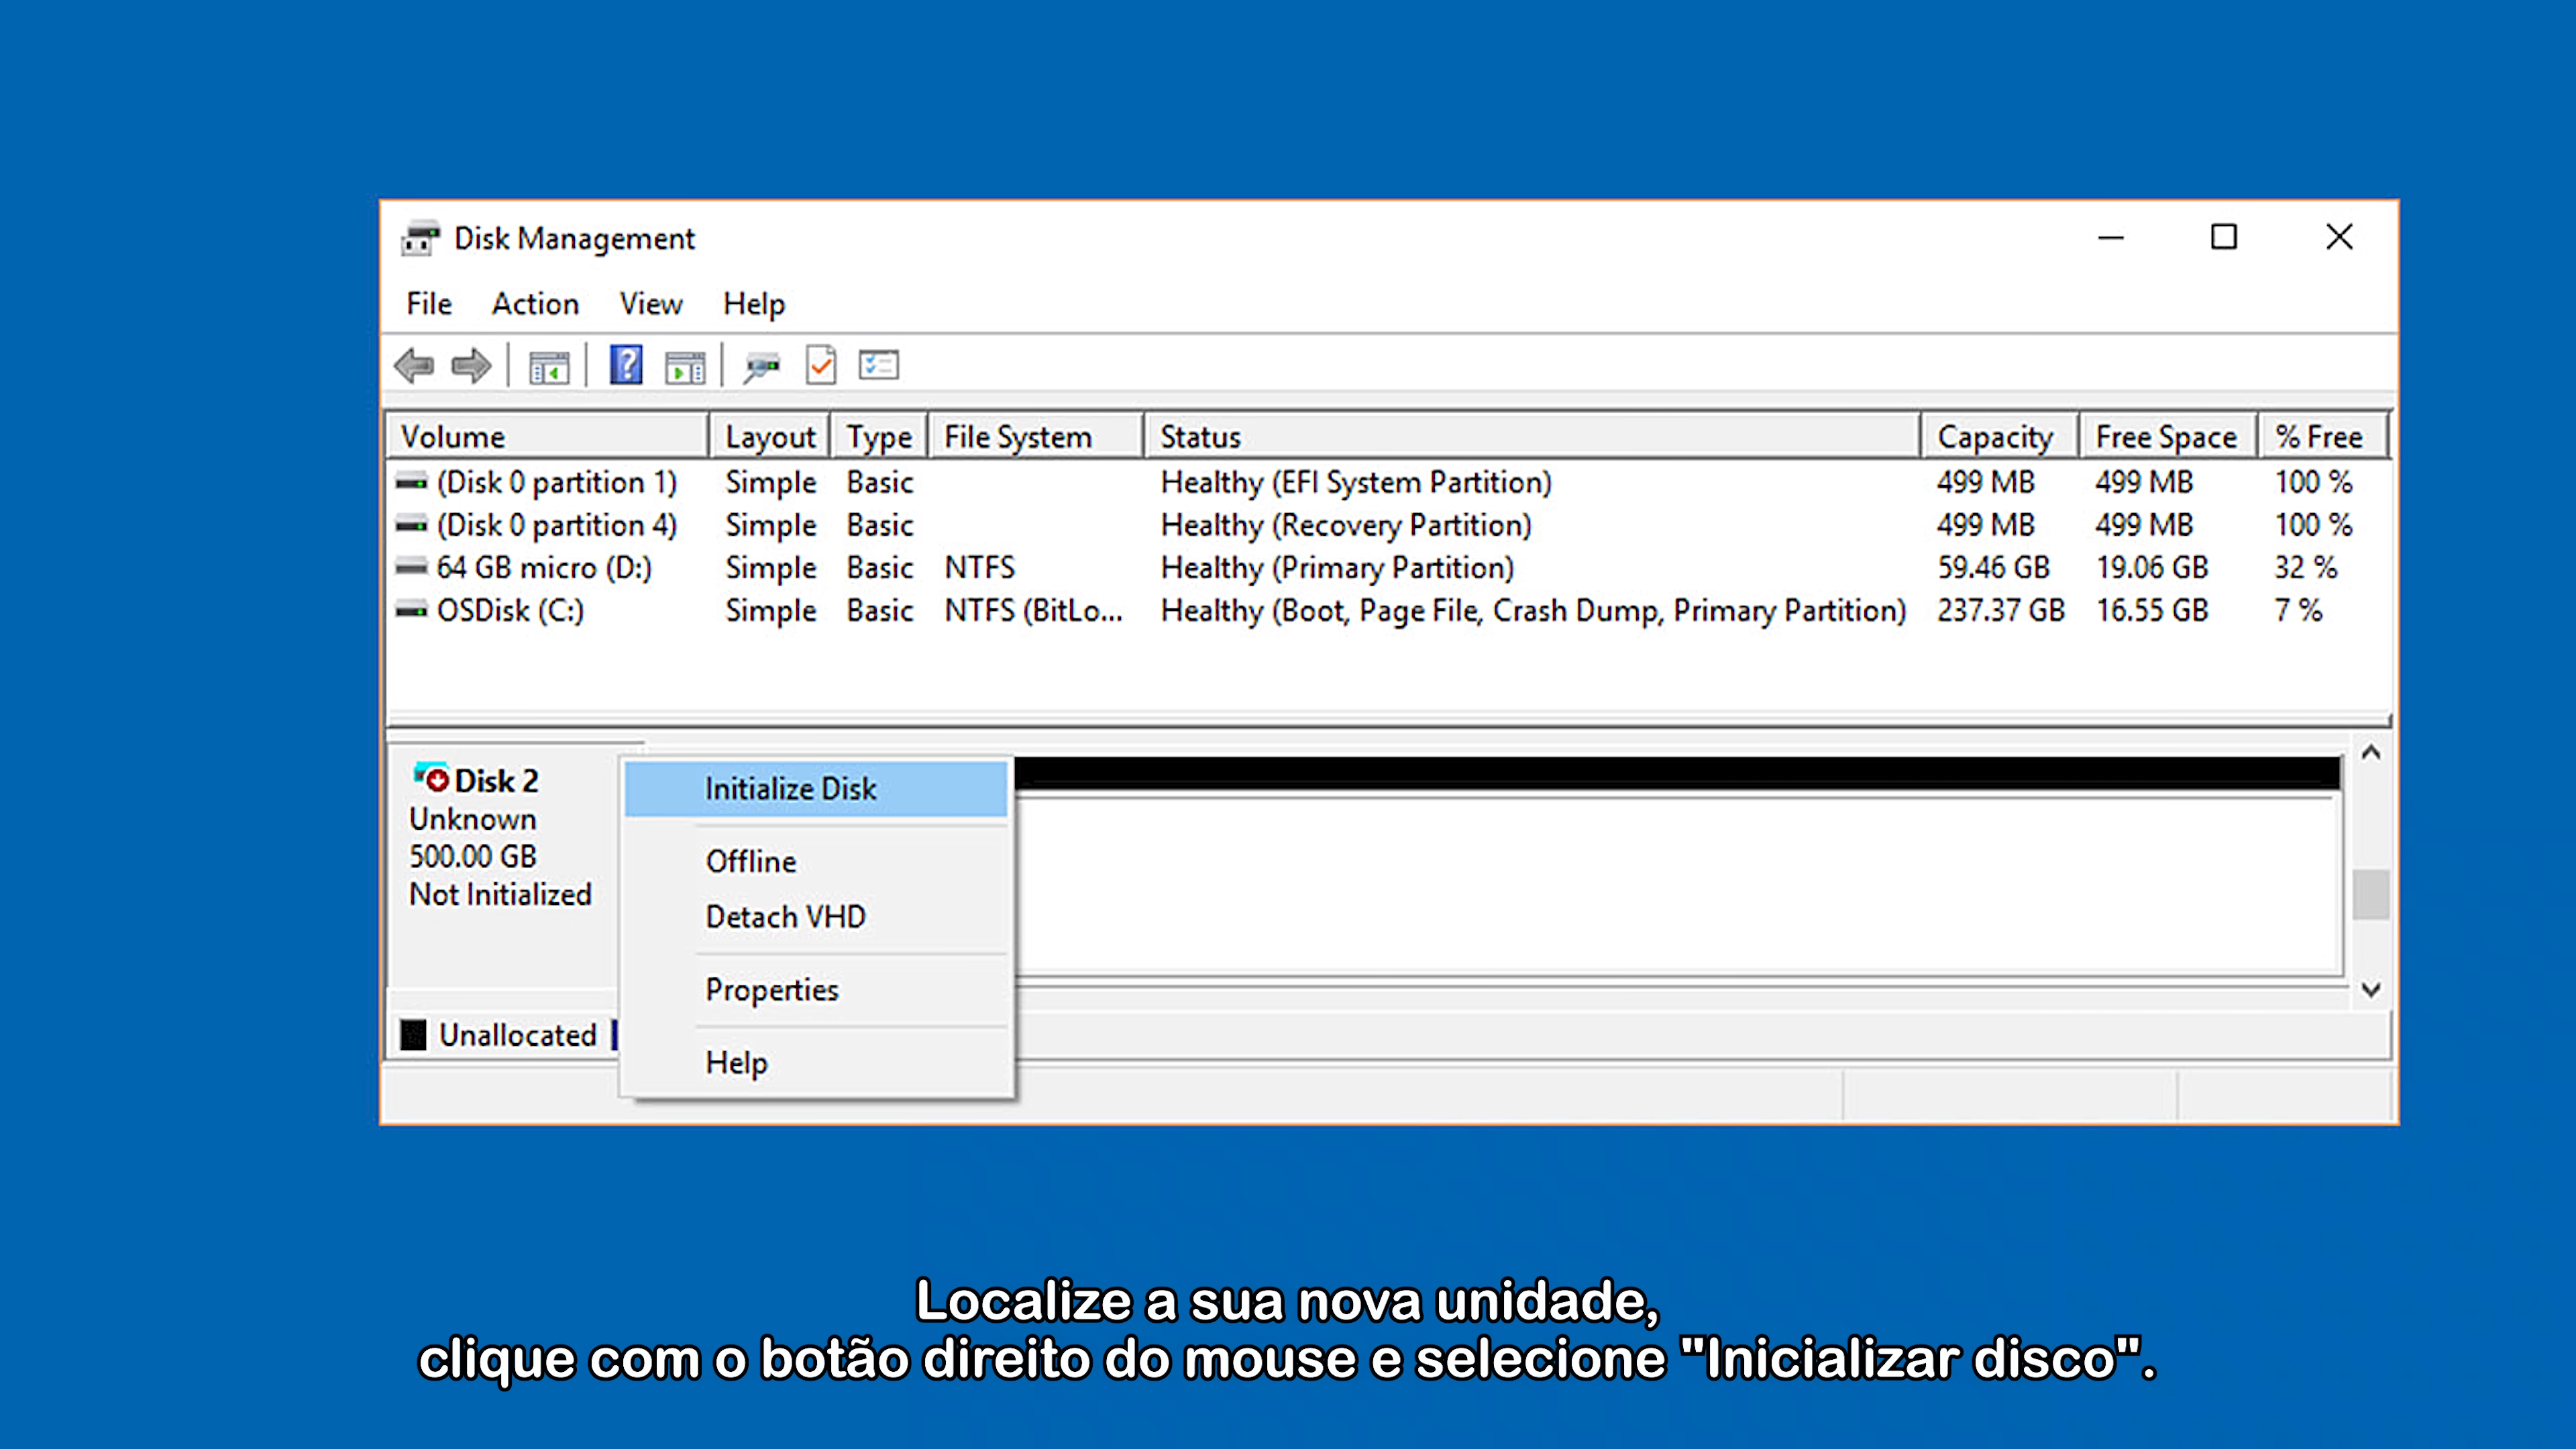 Disk Management
File Action View Help
Volume Layout Type File System Status Capacity Free Space % Free
(Disk 0 partition 1) Simple Basic Healthy (EFI System Partition) 499 MB 499 MB 100 %
(Disk 0 partition 4) Simple Basic Healthy (Recovery Partition) 499 MB 499 MB 100 %
64 GB micro (D:) Simple Basic NTFS Healthy (Primary Partition) 59.46 GB 19.06 GB 32 %
OSDisk (C:) Simple Basic NTFS (BitLo... Healthy (Boot, Page File, Crash Dump, Primary Partition) 237.37 GB 16.55 GB 7 %
Disk 2
Unknown
500.00 GB
Not Initialized
Initialize Disk
Offline
Detach VHD
Properties
Help
Unallocated
Localize a sua nova unidade,
clique com o botão direito do mouse e selecione "Inicializar disco".